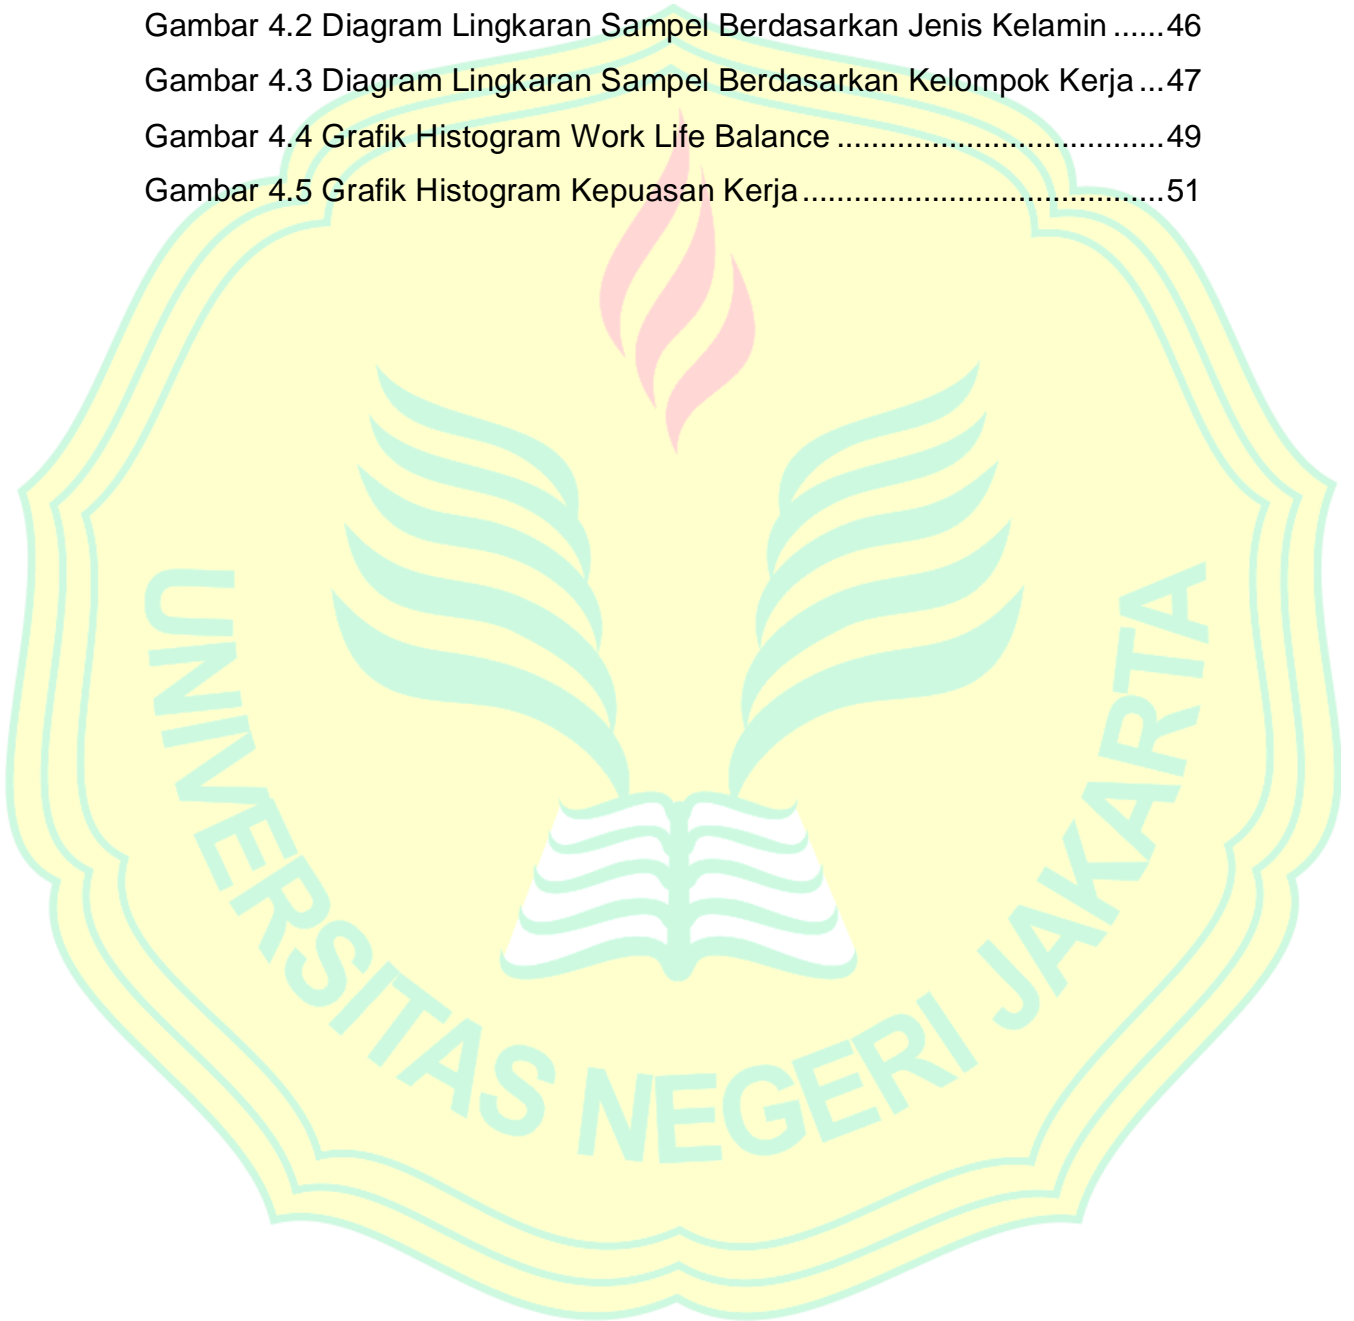 Gambar 4.2 Diagram Lingkaran Sampel Berdasarkan Jenis Kelamin ......46
Gambar 4.3 Diagram Lingkaran Sampel Berdasarkan Kelompok Kerja ...47
Gambar 4.4 Grafik Histogram Work Life Balance ......................................49
Gambar 4.5 Grafik Histogram Kepuasan Kerja ..........................................51
UNIVERSITAS NEGERI JAKARTA